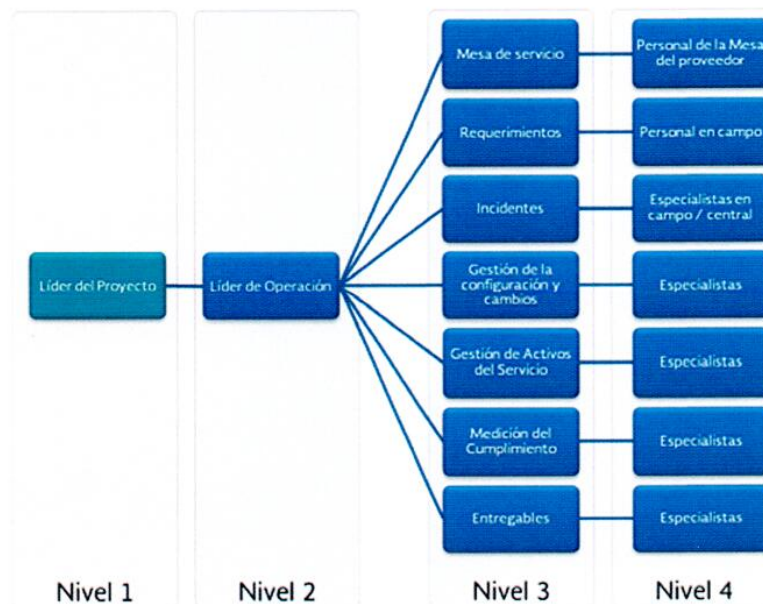 Mesa de servicio
Personal de la Mesa
del proveedor
Requerimientos
Personal en campo
Incidentes
Especialistas en
campo / central
Líder del Proyecto
Líder de Operación
Gestión de la
configuración y
cambios
Especialistas
Gestión de Activos
del Servicio
Especialistas
Medición del
Cumplimiento
Especialistas
Entregables
Especialistas
Nivel 1
Nivel 2
Nivel 3
Nivel 4